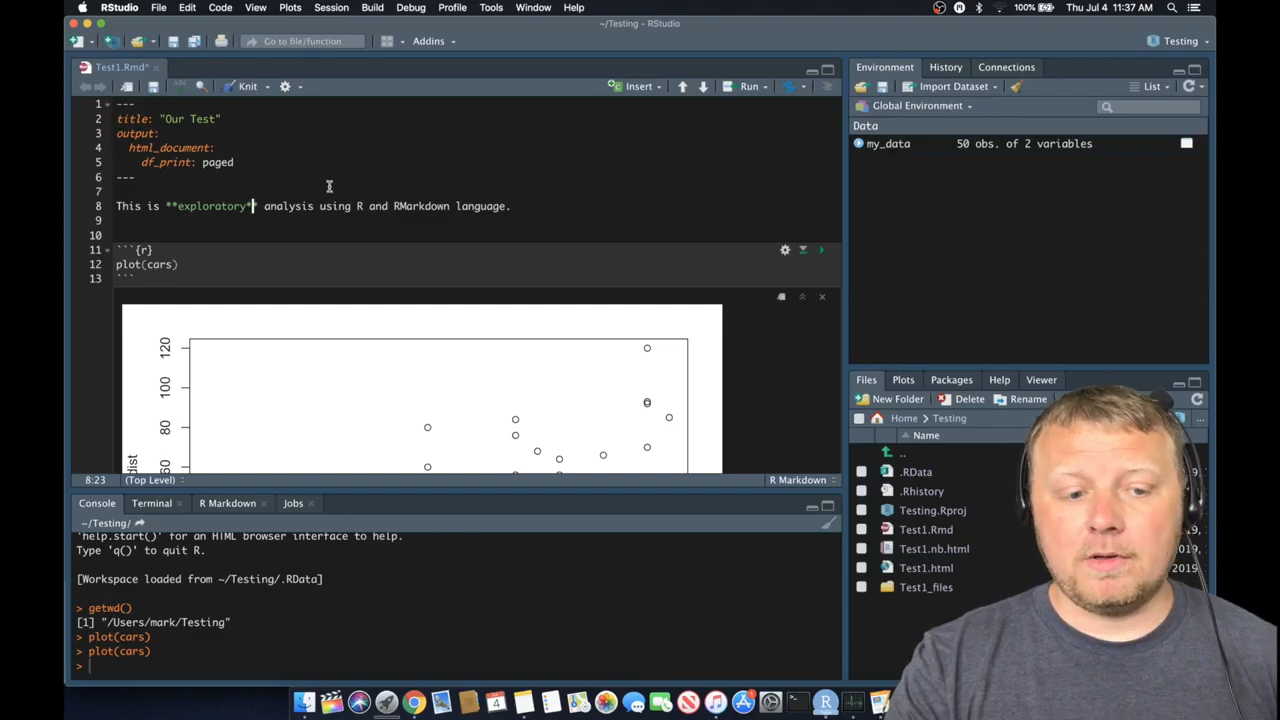 RStudio File Edit Code View Plots Session Build Debug Profile Tools Window Help 100% Thu Jul 4 11:37 AM
~/Testing - RStudio
Go to file/function Addins Testing
Test1.Rmd*
ABC Knit Insert Run
1 ---
2 title: "Our Test"
3 output:
4 html_document:
5 df_print: paged
6 ---
7
8 This is **exploratory** analysis using R and RMarkdown language.
9
10
11 ```{r}
12 plot(cars)
13 ```
120
100
80
60
dist
8:23 (Top Level) R Markdown
Console Terminal R Markdown Jobs
~/Testing/
'help.start()' for an HTML browser interface to help.
Type 'q()' to quit R.
[Workspace loaded from ~/Testing/.RData]
> getwd()
[1] "/Users/mark/Testing"
> plot(cars)
> plot(cars)
>
Environment History Connections
Import Dataset List
Global Environment
Data
my_data 50 obs. of 2 variables
Files Plots Packages Help Viewer
New Folder Delete Rename
Home Testing ...
Name
..
.RData 19,
.Rhistory 019,
Testing.Rproj
Test1.Rmd
Test1.nb.html
Test1.html 2019,
Test1_files
4